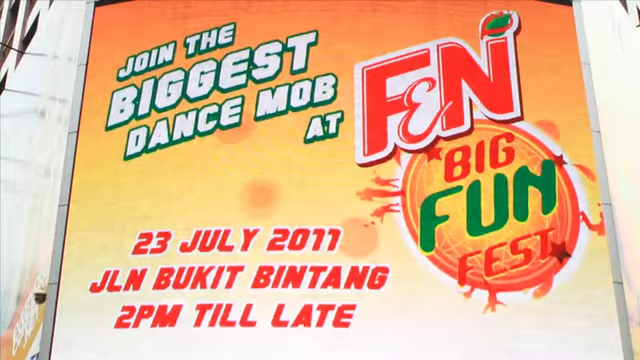 JOIN THE
BIGGEST
DANCE MOB
AT
F&N
BIG
FUN
FEST
23 JULY 2011
JLN BUKIT BINTANG
2PM TILL LATE